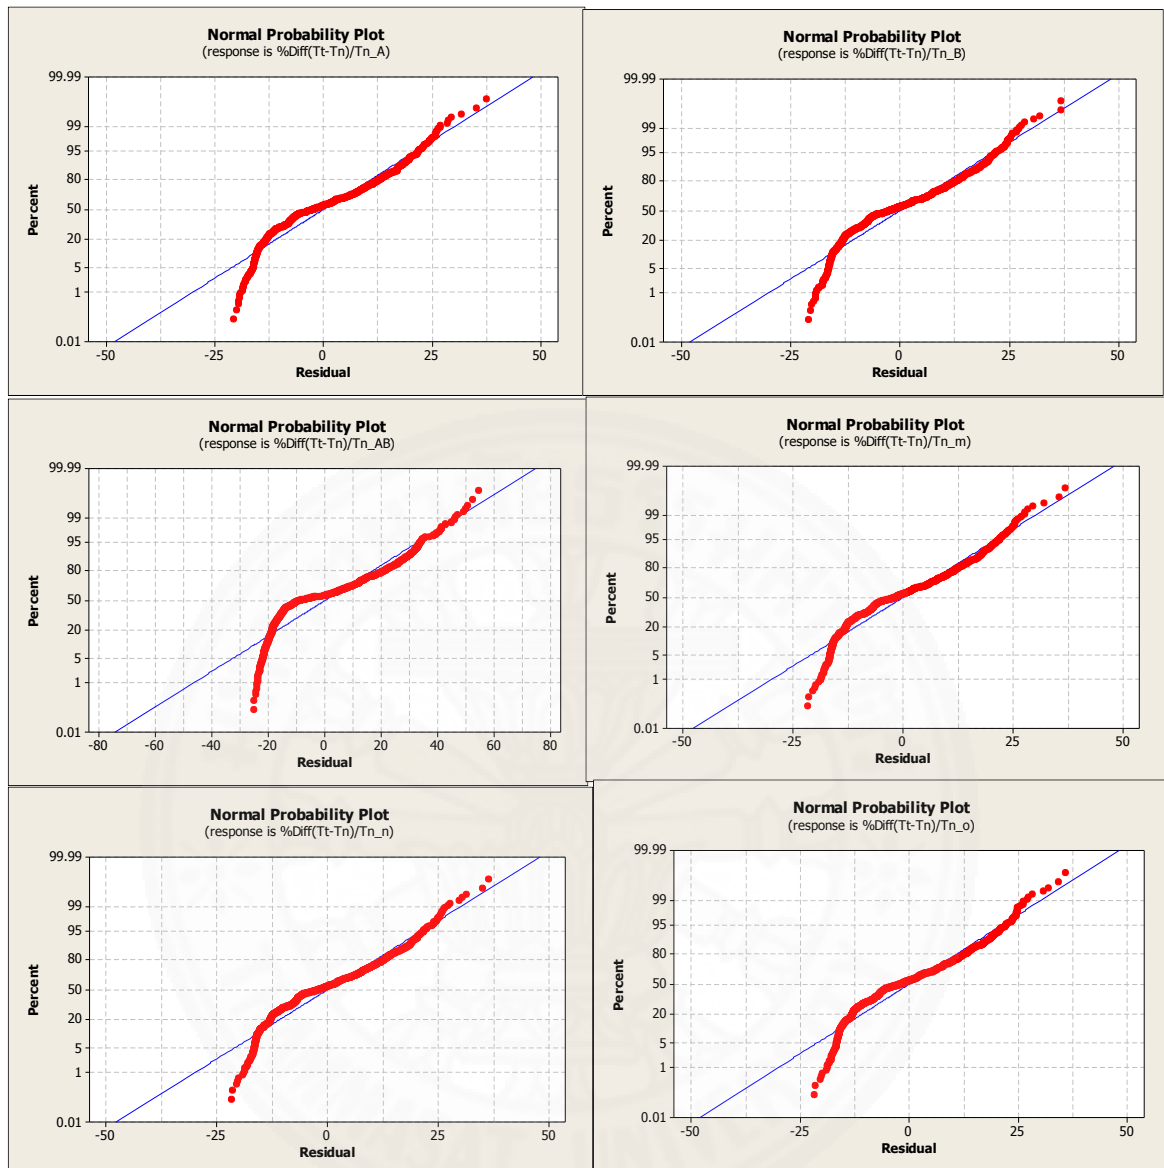 Normal Probability Plot
(response is %Diff(Tt-Tn)/Tn_A)
99.99
99
95
80
50
20
5
1
0.01
Percent
-50 -25 0 25 50
Residual
Normal Probability Plot
(response is %Diff(Tt-Tn)/Tn_B)
99.99
99
95
80
50
20
5
1
0.01
Percent
-50 -25 0 25 50
Residual
Normal Probability Plot
(response is %Diff(Tt-Tn)/Tn_AB)
99.99
99
95
80
50
20
5
1
0.01
Percent
-80 -60 -40 -20 0 20 40 60 80
Residual
Normal Probability Plot
(response is %Diff(Tt-Tn)/Tn_m)
99.99
99
95
80
50
20
5
1
0.01
Percent
-50 -25 0 25 50
Residual
Normal Probability Plot
(response is %Diff(Tt-Tn)/Tn_n)
99.99
99
95
80
50
20
5
1
0.01
Percent
-50 -25 0 25 50
Residual
Normal Probability Plot
(response is %Diff(Tt-Tn)/Tn_o)
99.99
99
95
80
50
20
5
1
0.01
Percent
-50 -25 0 25 50
Residual